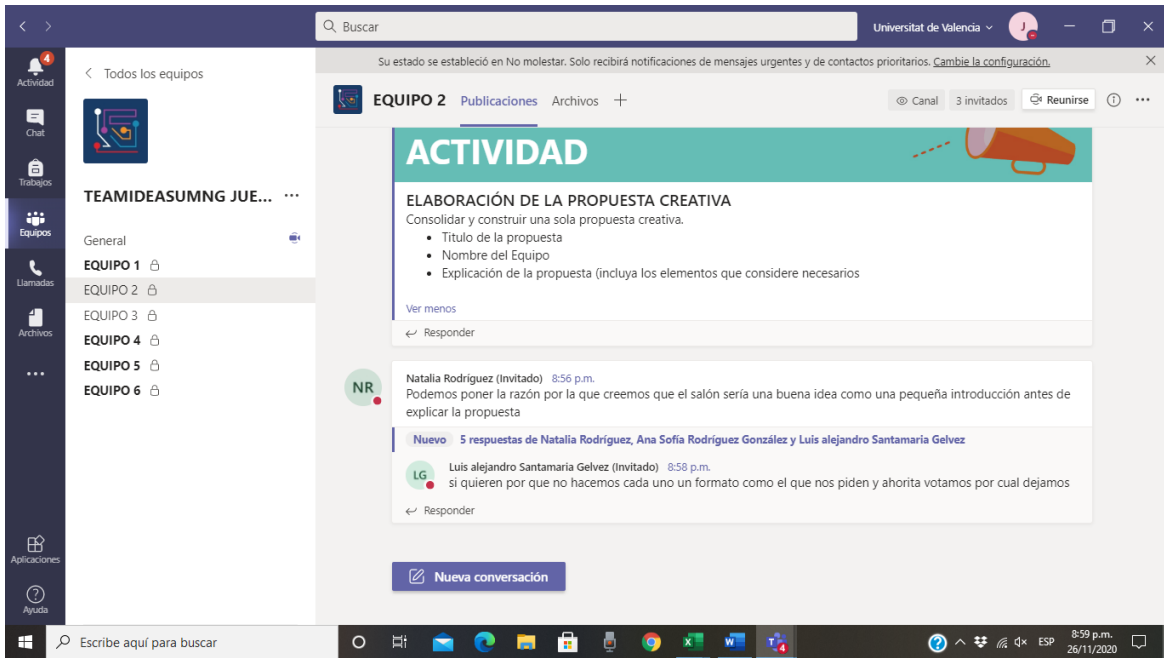 Buscar
Universitat de Valencia
J
4
Actividad
Chat
Trabajos
Equipos
Llamadas
Archivos
Aplicaciones
Ayuda
Todos los equipos
TEAMIDEASUMNG JUE... ...
General
EQUIPO 1
EQUIPO 2
EQUIPO 3
EQUIPO 4
EQUIPO 5
EQUIPO 6
Su estado se estableció en No molestar. Solo recibirá notificaciones de mensajes urgentes y de contactos prioritarios. Cambie la configuración.
EQUIPO 2 Publicaciones Archivos +
Canal 3 invitados Reunirse
ACTIVIDAD
ELABORACIÓN DE LA PROPUESTA CREATIVA
Consolidar y construir una sola propuesta creativa.
• Titulo de la propuesta
• Nombre del Equipo
• Explicación de la propuesta (incluya los elementos que considere necesarios
Ver menos
Responder
NR
Natalia Rodríguez (Invitado) 8:56 p.m.
Podemos poner la razón por la que creemos que el salón sería una buena idea como una pequeña introducción antes de
explicar la propuesta
Nuevo 5 respuestas de Natalia Rodríguez, Ana Sofía Rodríguez González y Luis alejandro Santamaria Gelvez
LG
Luis alejandro Santamaria Gelvez (Invitado) 8:58 p.m.
si quieren por que no hacemos cada uno un formato como el que nos piden y ahorita votamos por cual dejamos
Responder
Nueva conversación
Escribe aquí para buscar
ESP
8:59 p.m.
26/11/2020